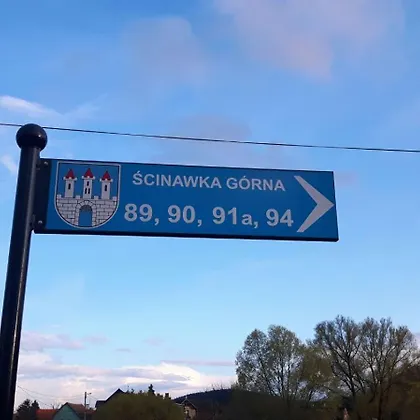 ŚCINAWKA GÓRNA
89, 90, 91a, 94